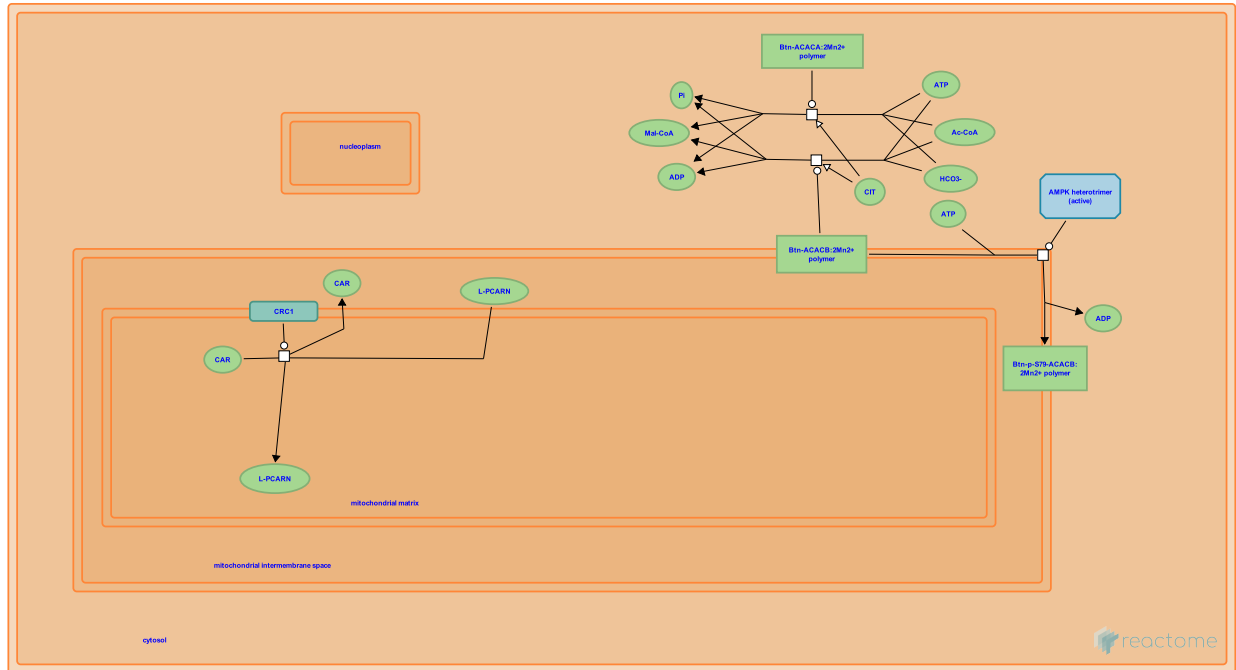 Btn-ACACA:2Mn2+
polymer
Pi
ATP
Mal-CoA
Ac-CoA
nucleoplasm
ADP
HCO3-
CIT
AMPK heterotrimer
(active)
ATP
Btn-ACACB:2Mn2+
polymer
CAR
L-PCARN
CRC1
ADP
CAR
Btn-p-S79-ACACB:
2Mn2+ polymer
L-PCARN
mitochondrial matrix
mitochondrial intermembrane space
cytosol
reactome